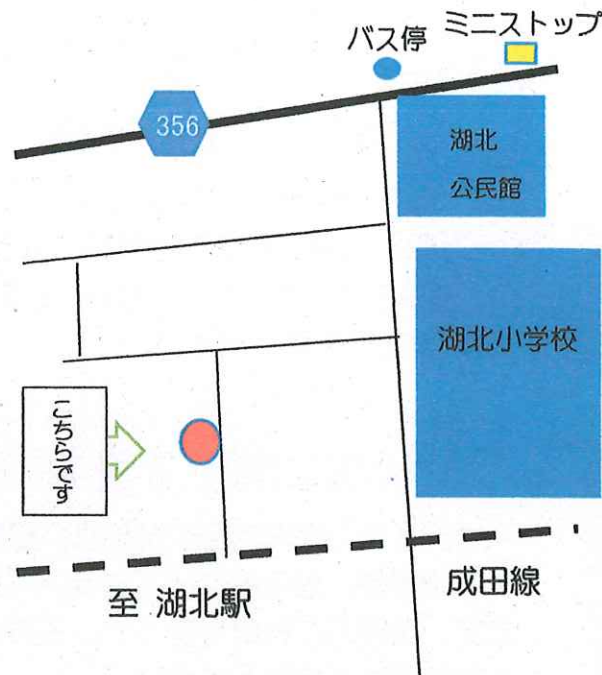 ミニストップ
バス停
356
湖北
公民館
湖北小学校
こちらです
成田線
至 湖北駅